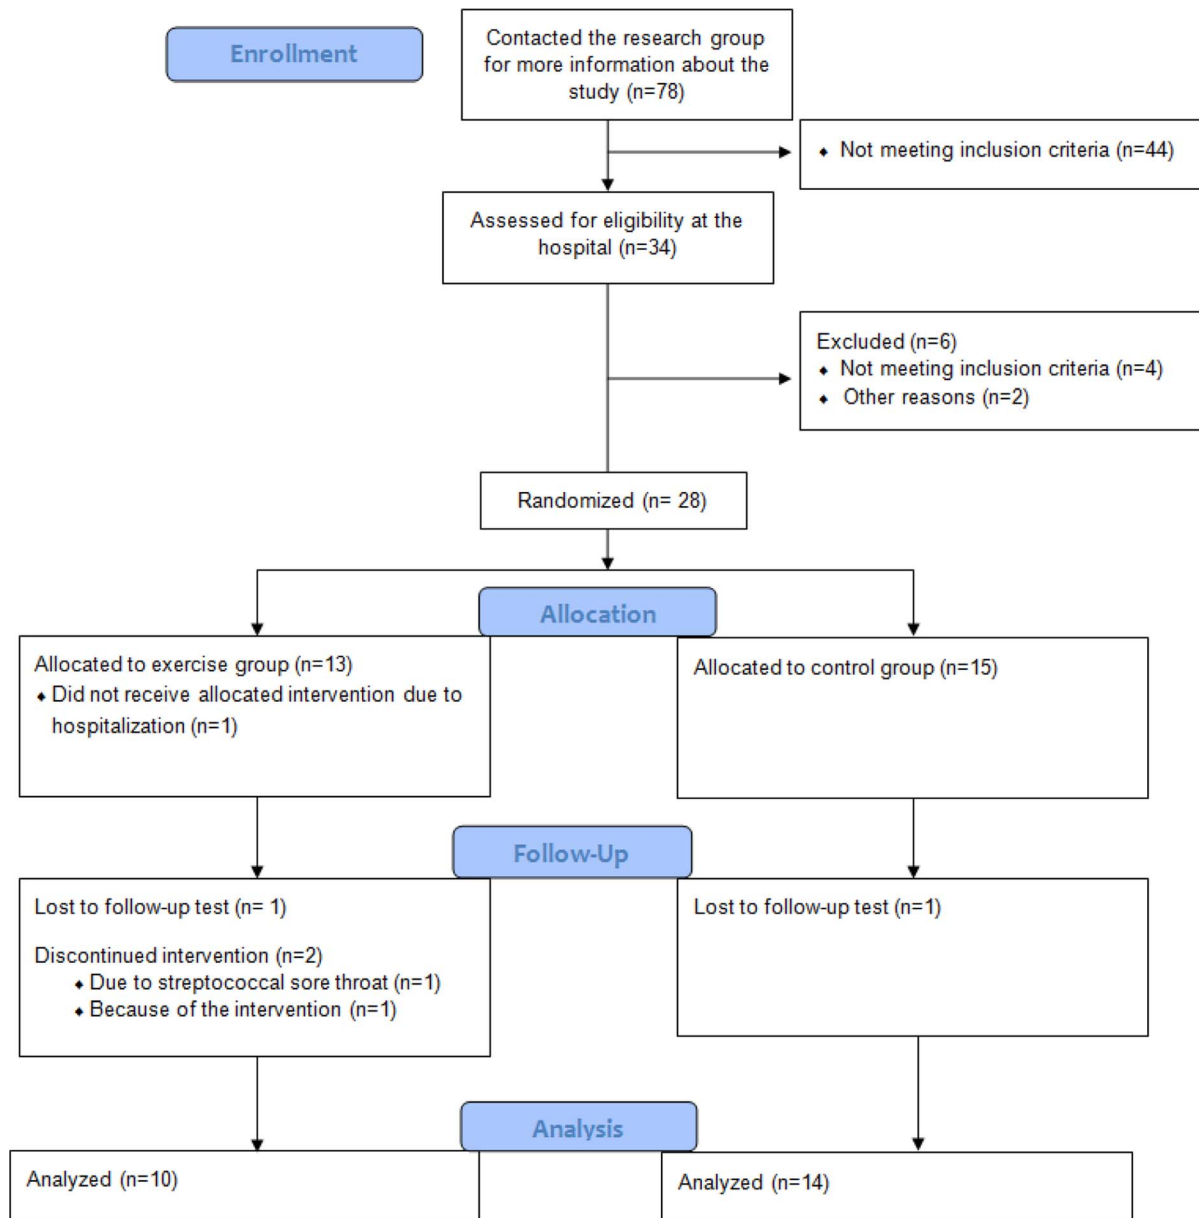 Enrollment
Contacted the research group
for more information about the
study (n=78)
♦ Not meeting inclusion criteria (n=44)
Assessed for eligibility at the
hospital (n=34)
Excluded (n=6)
♦ Not meeting inclusion criteria (n=4)
♦ Other reasons (n=2)
Randomized (n= 28)
Allocation
Allocated to exercise group (n=13)
♦ Did not receive allocated intervention due to
hospitalization (n=1)
Allocated to control group (n=15)
Follow-Up
Lost to follow-up test (n= 1)
Discontinued intervention (n=2)
♦ Due to streptococcal sore throat (n=1)
♦ Because of the intervention (n=1)
Lost to follow-up test (n=1)
Analysis
Analyzed (n=10)
Analyzed (n=14)